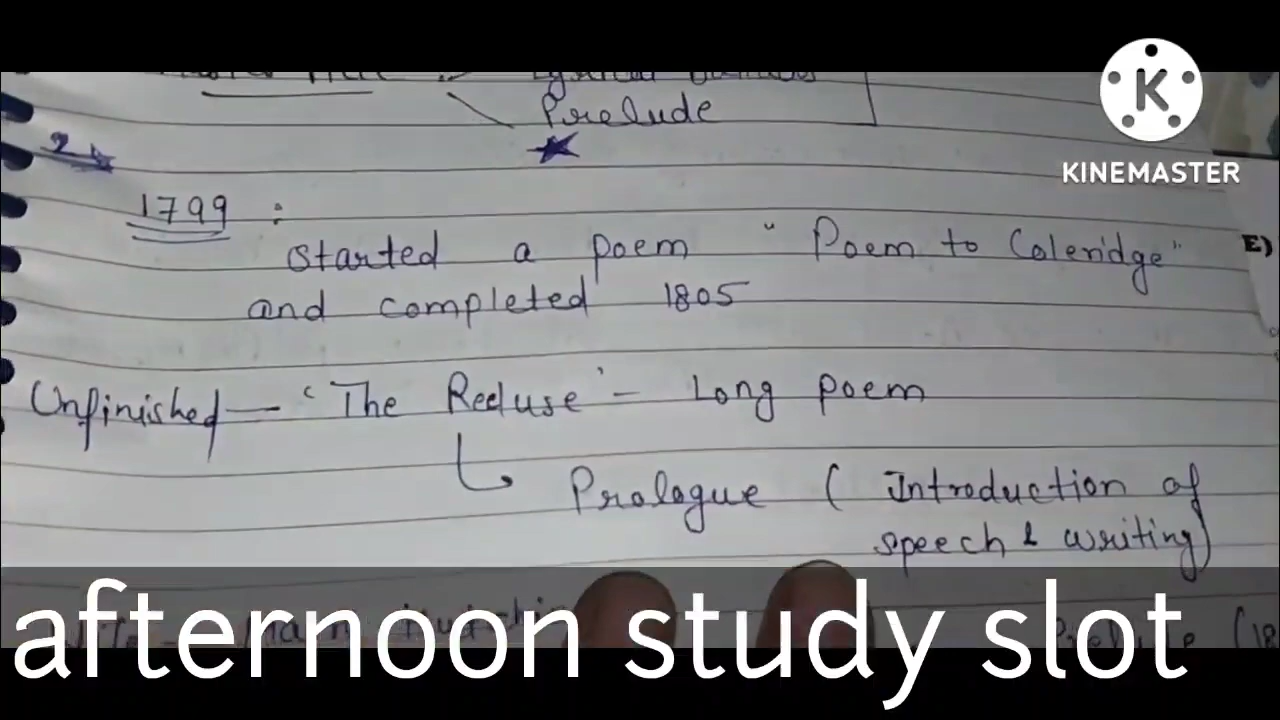 Prelude
KINEMASTER
1799 :
started a poem "Poem to Coleridge"
and completed 1805
E)
Unfinished — 'The Recluse' - Long poem
Prologue ( Introduction of
speech & writing)
afternoon study slot